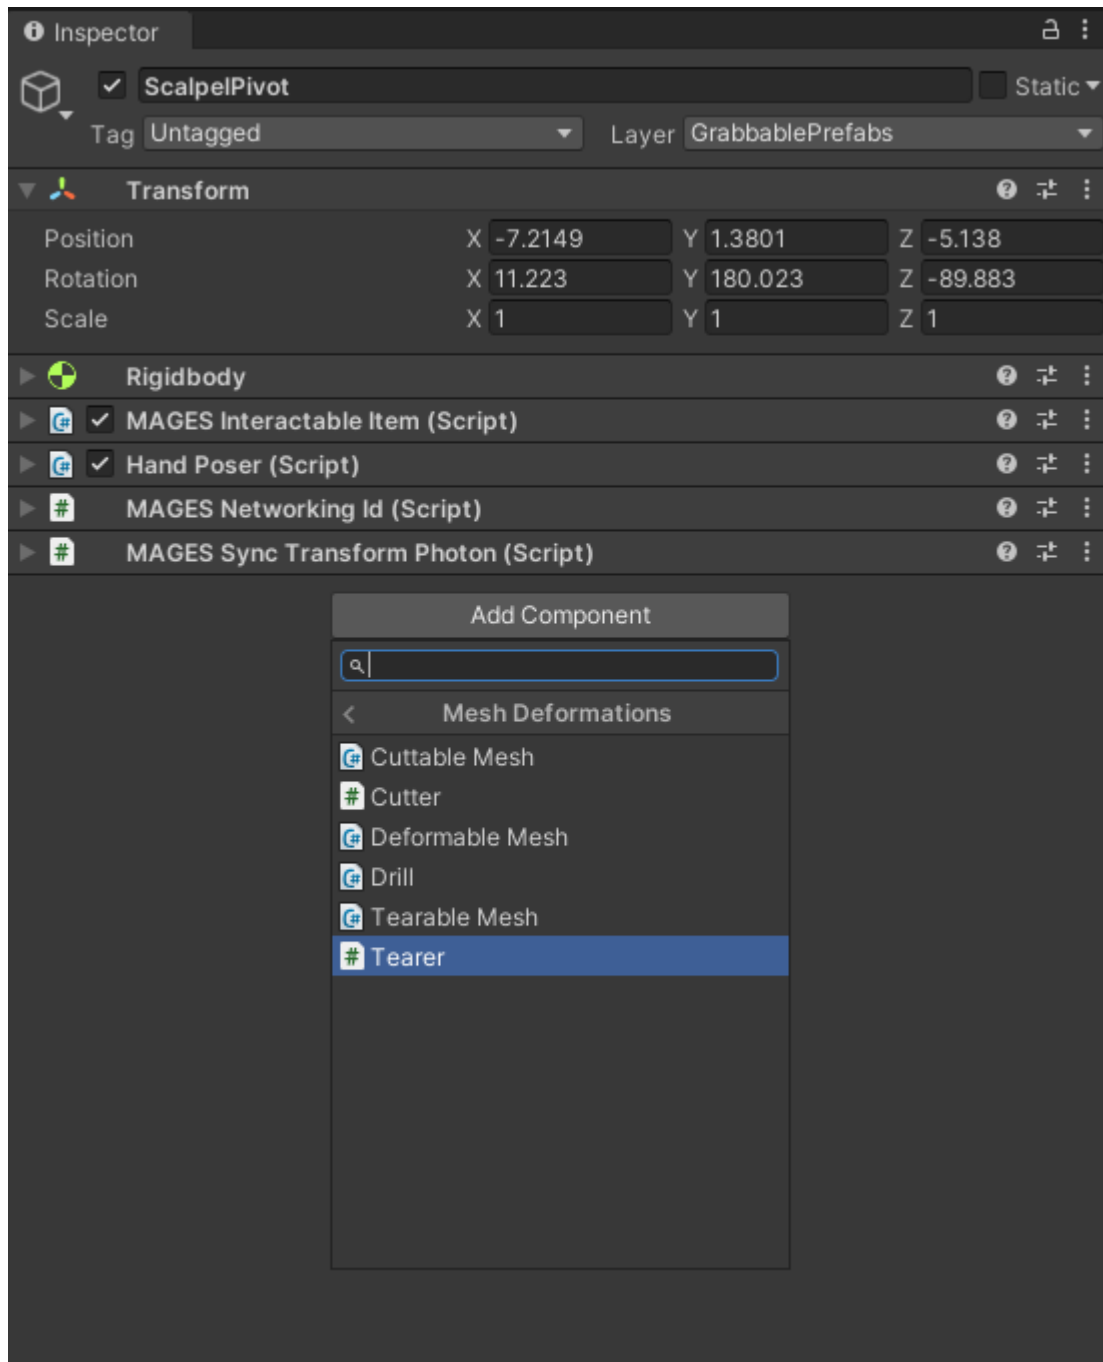 Inspector
ScalpelPivot Static
Tag Untagged Layer GrabbablePrefabs
Transform
Position X -7.2149 Y 1.3801 Z -5.138
Rotation X 11.223 Y 180.023 Z -89.883
Scale X 1 Y 1 Z 1
Rigidbody
# MAGES Interactable Item (Script)
# Hand Poser (Script)
# MAGES Networking Id (Script)
# MAGES Sync Transform Photon (Script)
Add Component
Mesh Deformations
# Cuttable Mesh
# Cutter
# Deformable Mesh
# Drill
# Tearable Mesh
# Tearer